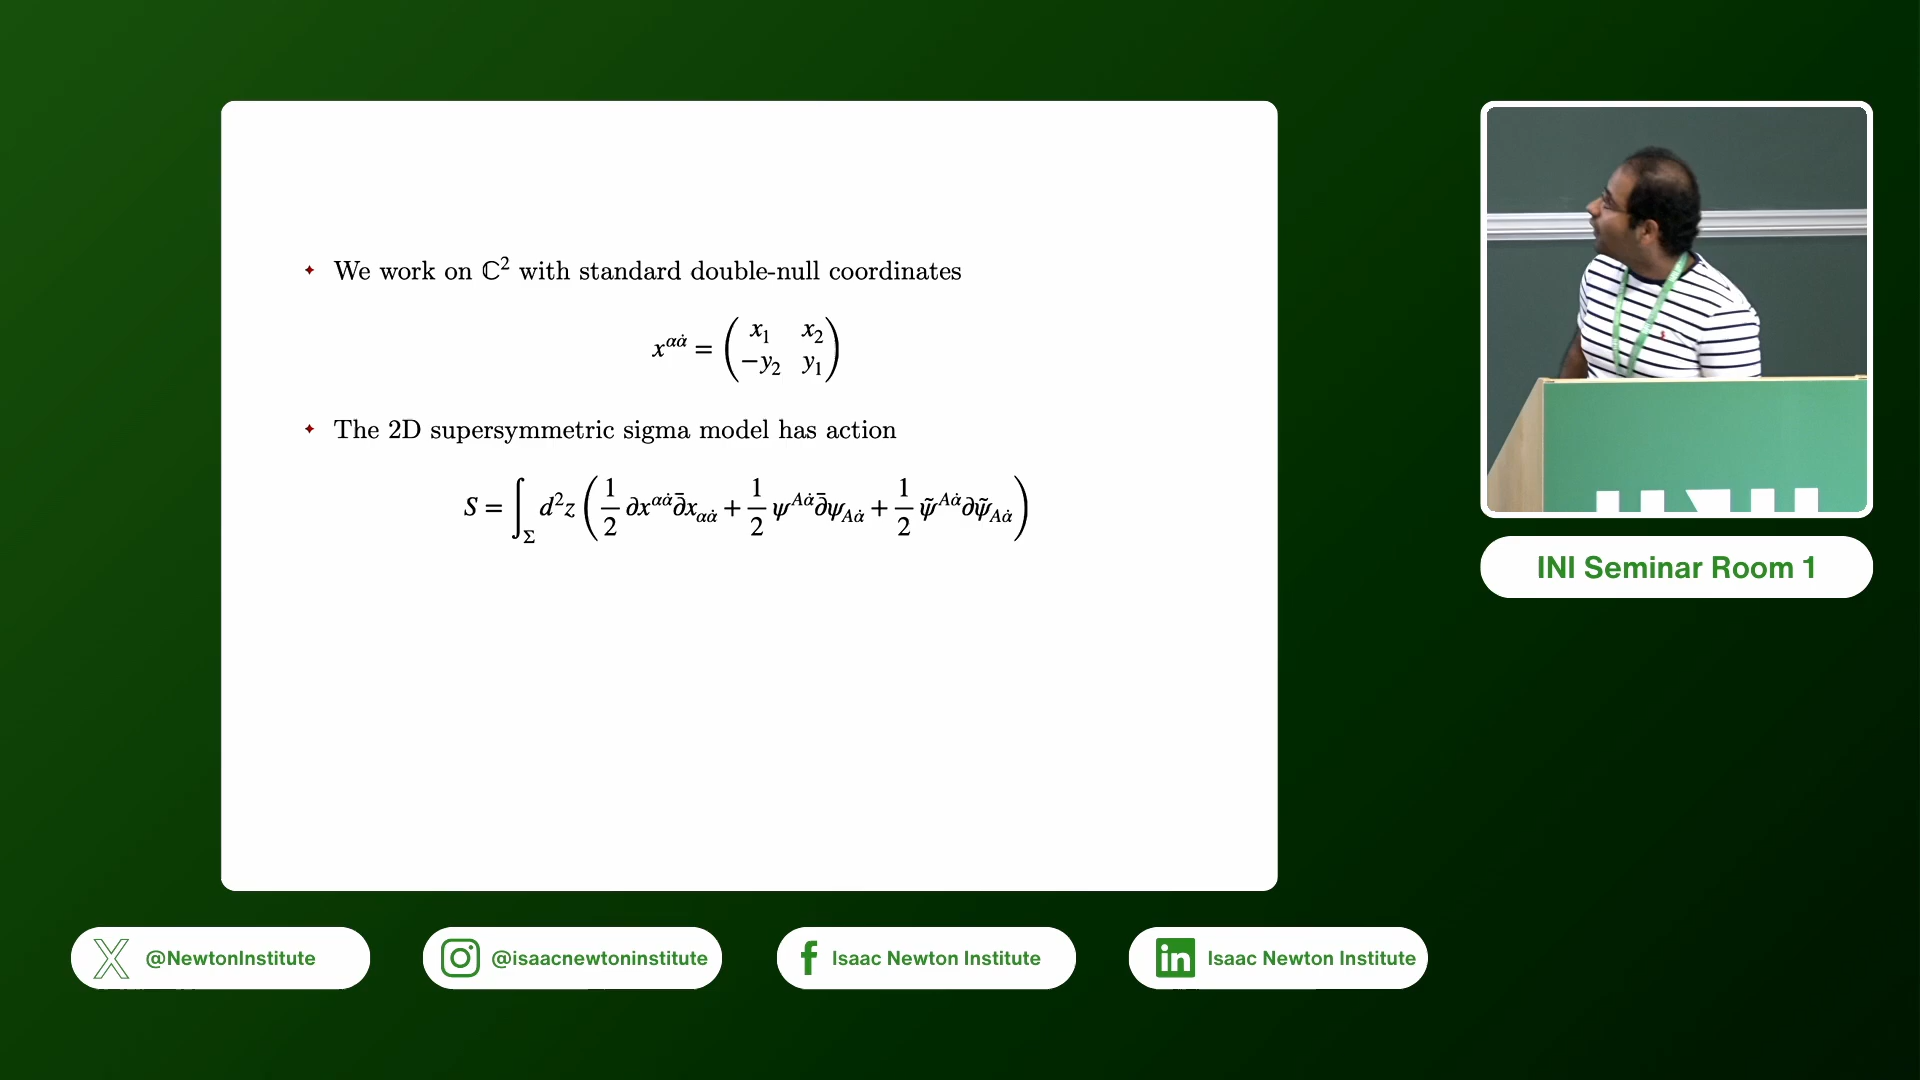 ✦ We work on ℂ² with standard double-null coordinates
x^{αα̇} = ( x₁ x₂
−y₂ y₁ )
✦ The 2D supersymmetric sigma model has action
S = ∫_Σ d²z ( 1/2 ∂x^{αα̇} ∂̄x_{αα̇} + 1/2 ψ^{Aα̇} ∂̄ψ_{Aα̇} + 1/2 ψ̃^{Aα̇} ∂ψ̃_{Aα̇} )
INI Seminar Room 1
@NewtonInstitute
@isaacnewtoninstitute
Isaac Newton Institute
Isaac Newton Institute